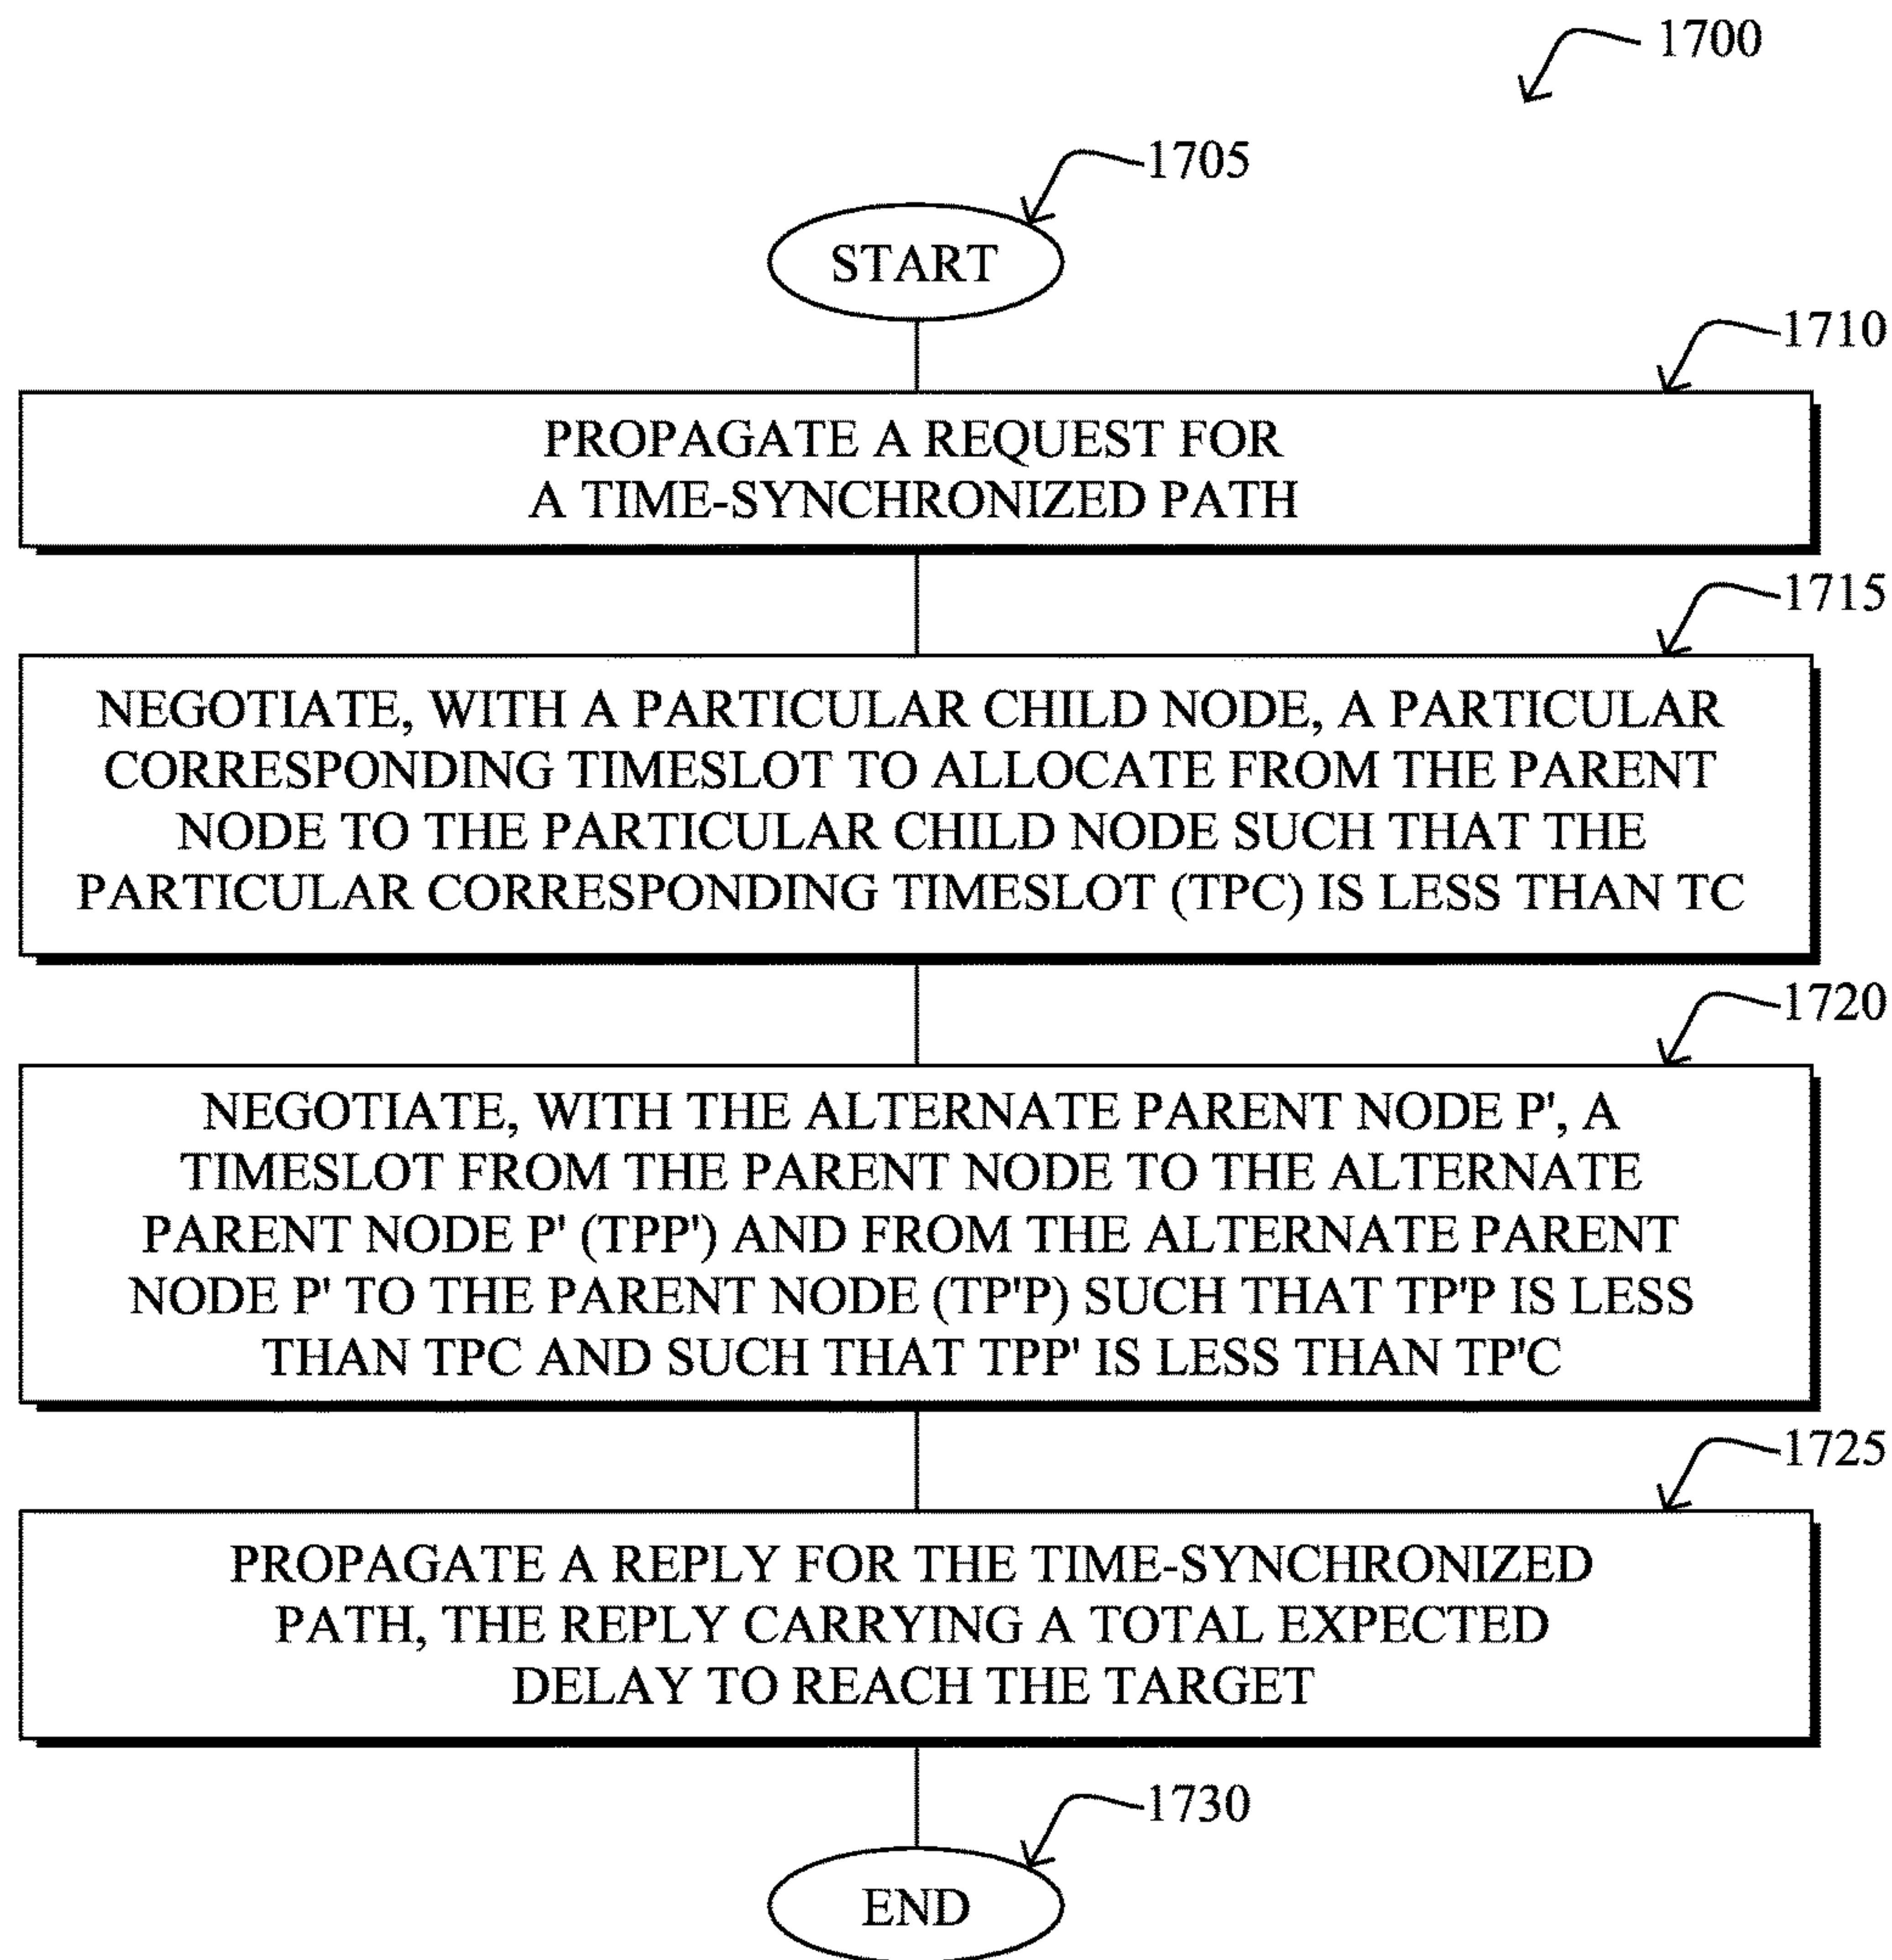 1700
1705
START
1710
PROPAGATE A REQUEST FOR
A TIME-SYNCHRONIZED PATH
1715
NEGOTIATE, WITH A PARTICULAR CHILD NODE, A PARTICULAR
CORRESPONDING TIMESLOT TO ALLOCATE FROM THE PARENT
NODE TO THE PARTICULAR CHILD NODE SUCH THAT THE
PARTICULAR CORRESPONDING TIMESLOT (TPC) IS LESS THAN TC
1720
NEGOTIATE, WITH THE ALTERNATE PARENT NODE P', A
TIMESLOT FROM THE PARENT NODE TO THE ALTERNATE
PARENT NODE P' (TPP') AND FROM THE ALTERNATE PARENT
NODE P' TO THE PARENT NODE (TP'P) SUCH THAT TP'P IS LESS
THAN TPC AND SUCH THAT TPP' IS LESS THAN TP'C
1725
PROPAGATE A REPLY FOR THE TIME-SYNCHRONIZED
PATH, THE REPLY CARRYING A TOTAL EXPECTED
DELAY TO REACH THE TARGET
1730
END